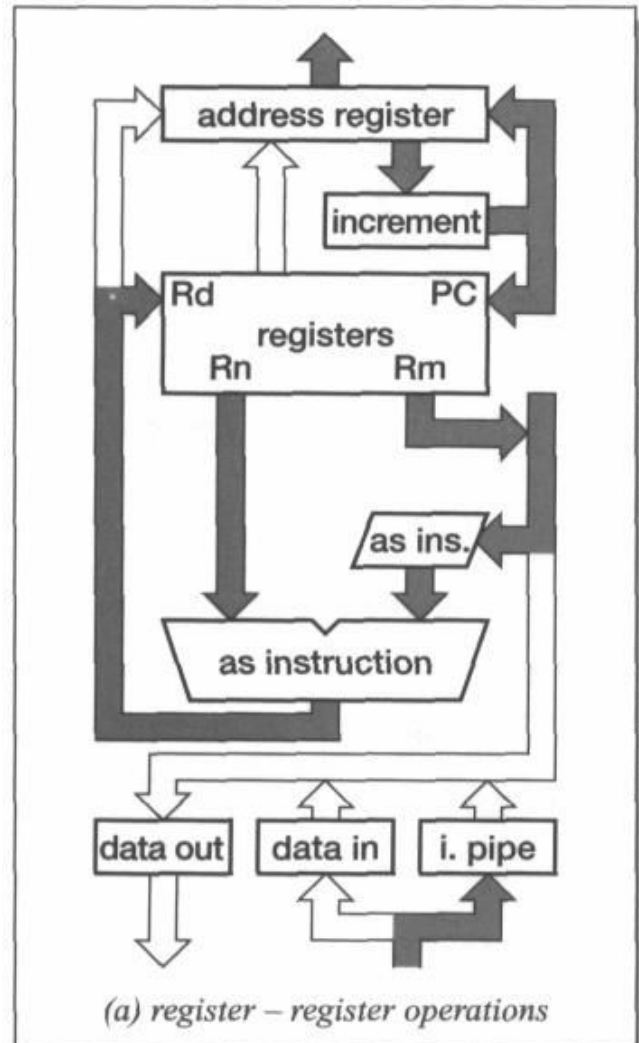 address register
increment
Rd PC
registers
Rn Rm
as ins.
as instruction
data out data in i. pipe
(a) register – register operations